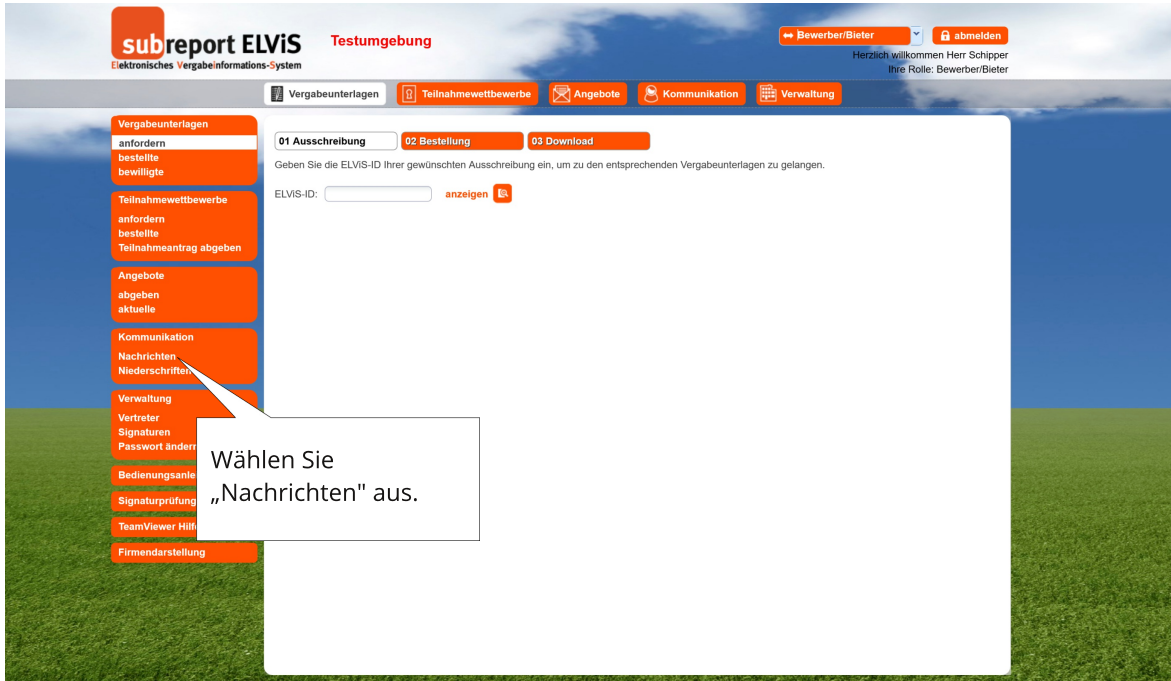 subreport ELViS
Elektronisches Vergabeinformations-System
Testumgebung
Bewerber/Bieter
abmelden
Herzlich willkommen Herr Schipper
Ihre Rolle: Bewerber/Bieter
Vergabeunterlagen
Teilnahmewettbewerbe
Angebote
Kommunikation
Verwaltung
Vergabeunterlagen
anfordern
bestellte
bewilligte
Teilnahmewettbewerbe
anfordern
bestellte
Teilnahmeantrag abgeben
Angebote
abgeben
aktuelle
Kommunikation
Nachrichten
Niederschriften
Verwaltung
Vertreter
Signaturen
Passwort ändern
Bedienungsanle
Signaturprüfung
TeamViewer Hilfe
Firmendarstellung
01 Ausschreibung
02 Bestellung
03 Download
Geben Sie die ELViS-ID Ihrer gewünschten Ausschreibung ein, um zu den entsprechenden Vergabeunterlagen zu gelangen.
ELViS-ID:
anzeigen
Wählen Sie
„Nachrichten" aus.